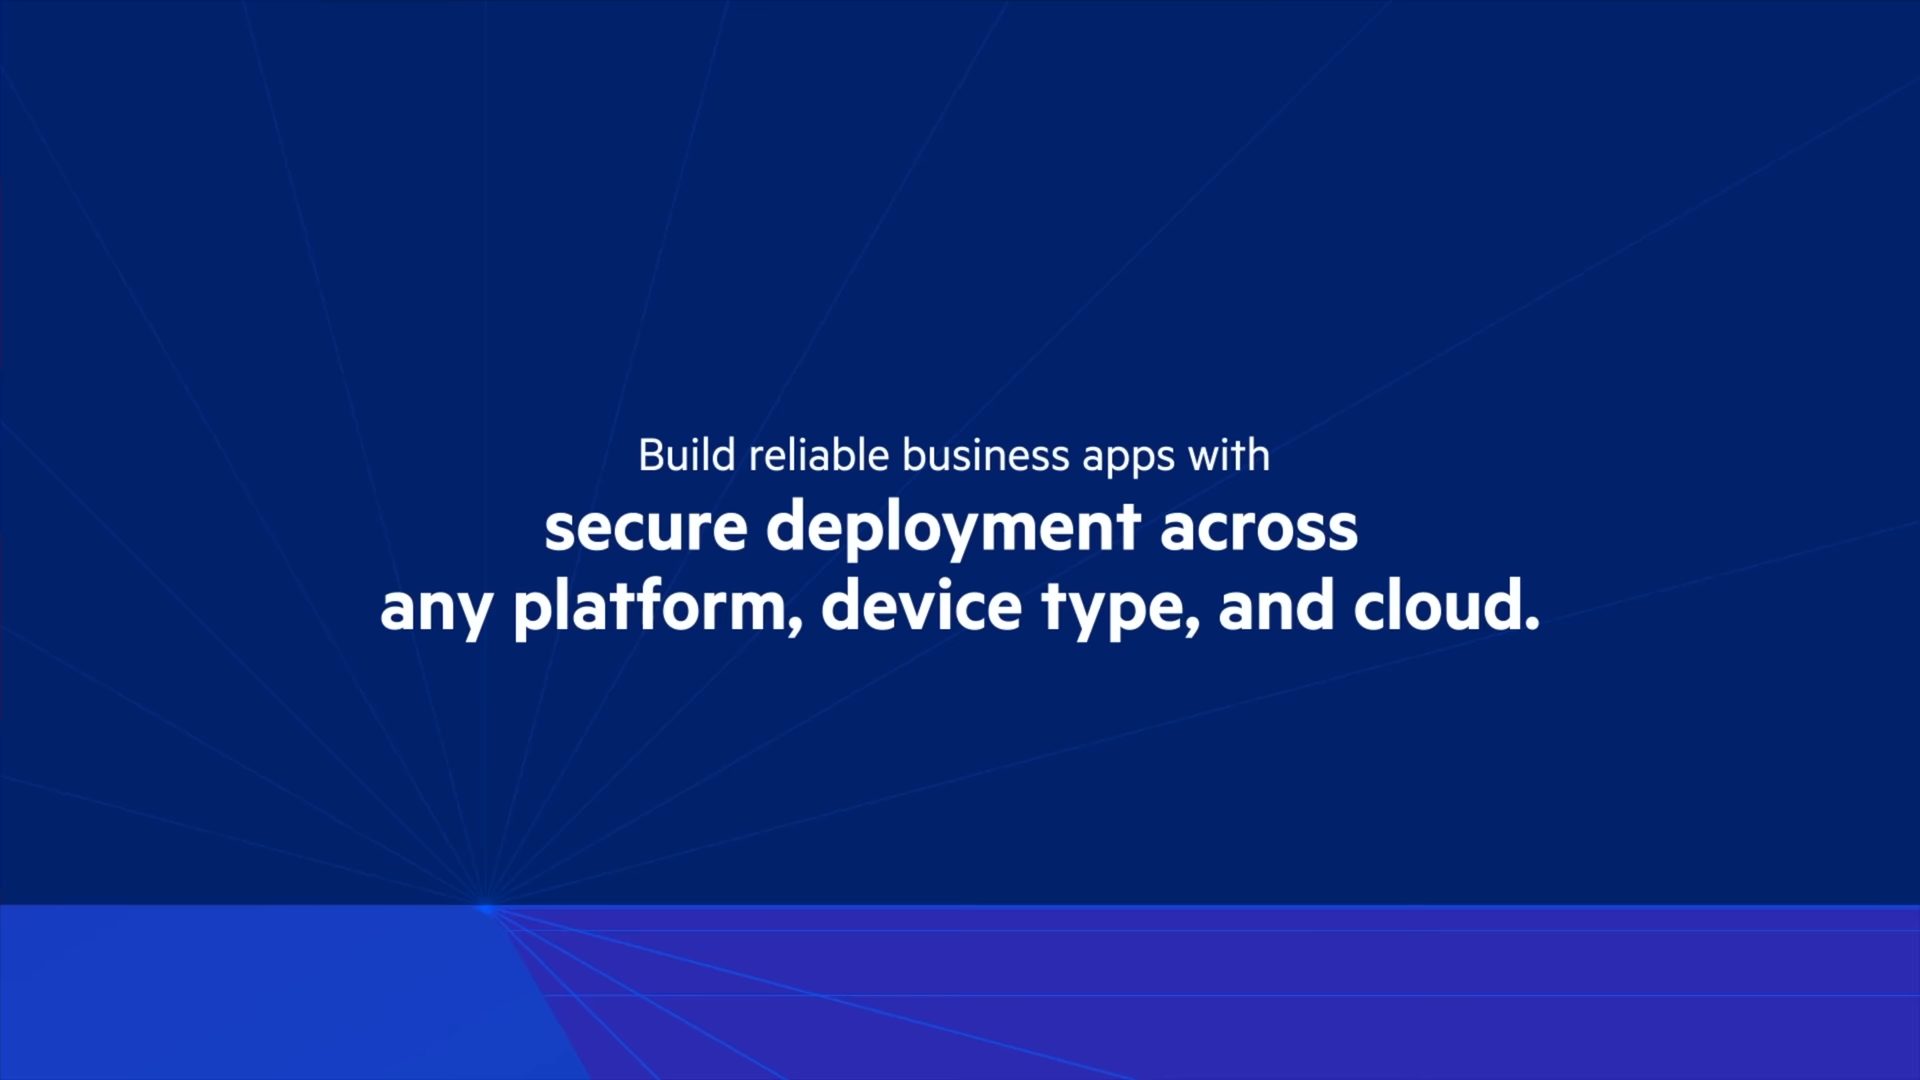 Build reliable business apps with
secure deployment across
any platform, device type, and cloud.